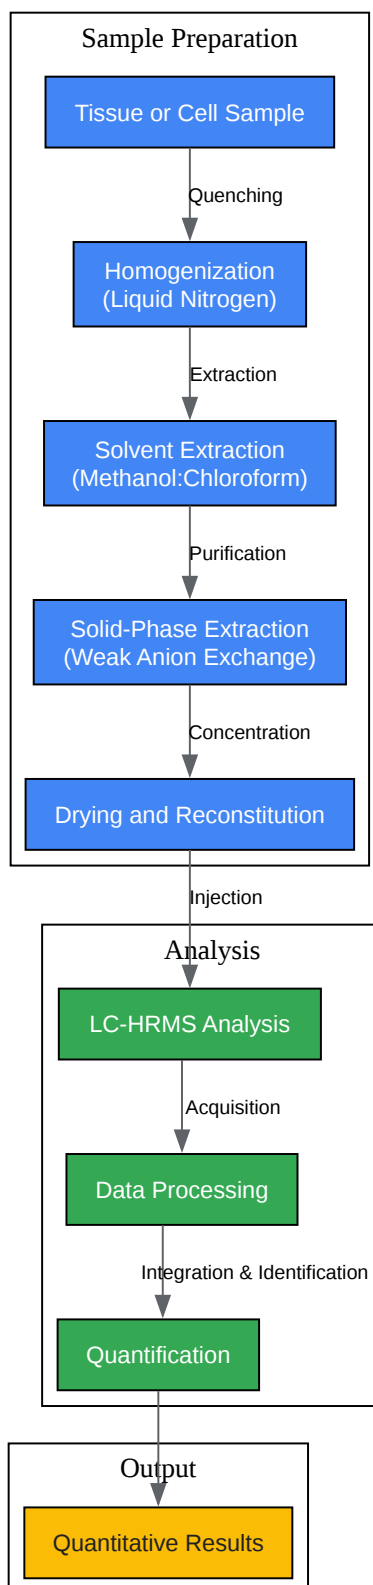 Sample Preparation
Tissue or Cell Sample
Quenching
Homogenization
(Liquid Nitrogen)
Extraction
Solvent Extraction
(Methanol:Chloroform)
Purification
Solid-Phase Extraction
(Weak Anion Exchange)
Concentration
Drying and Reconstitution
Injection
Analysis
LC-HRMS Analysis
Acquisition
Data Processing
Integration & Identification
Quantification
Output
Quantitative Results